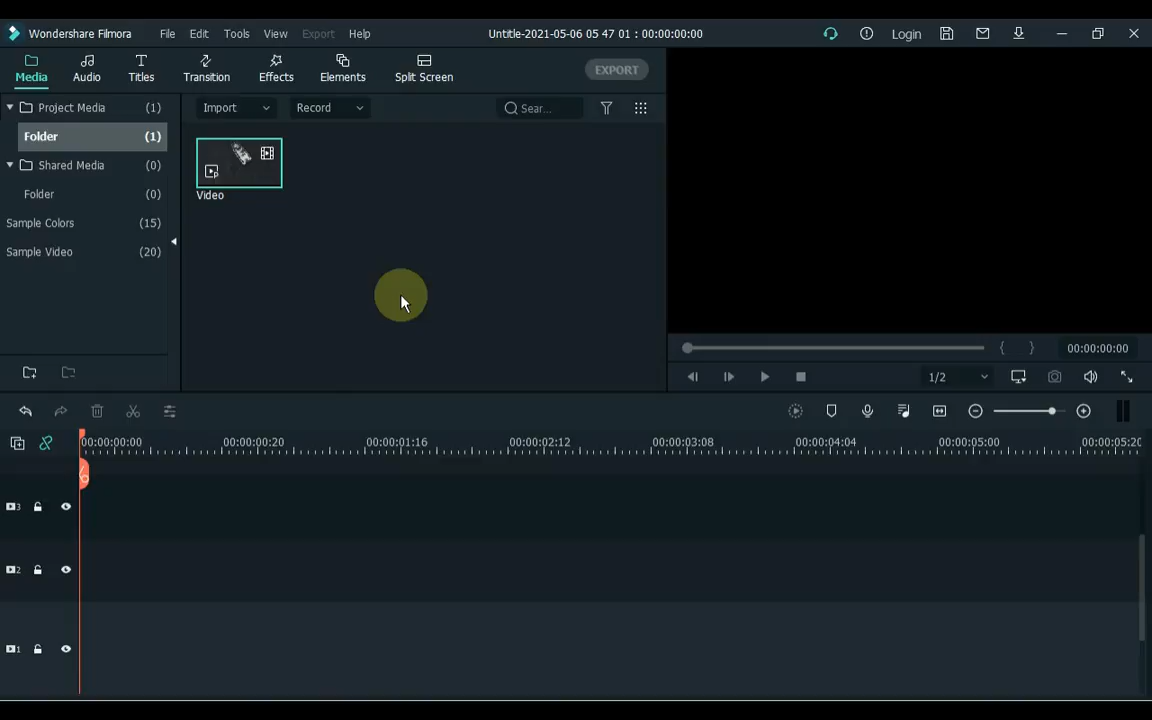 Wondershare Filmora File Edit Tools View Export Help Untitle-2021-05-06 05 47 01 : 00:00:00:00 Login
Media Audio Titles Transition Effects Elements Split Screen EXPORT
Project Media (1) Import Record Sear...
Folder (1)
Shared Media (0)
Folder (0)
Video
Sample Colors (15)
Sample Video (20)
{ } 00:00:00:00
1/2
00:00:00:00 00:00:00:20 00:00:01:16 00:00:02:12 00:00:03:08 00:00:04:04 00:00:05:00 00:00:05:20
3
2
1